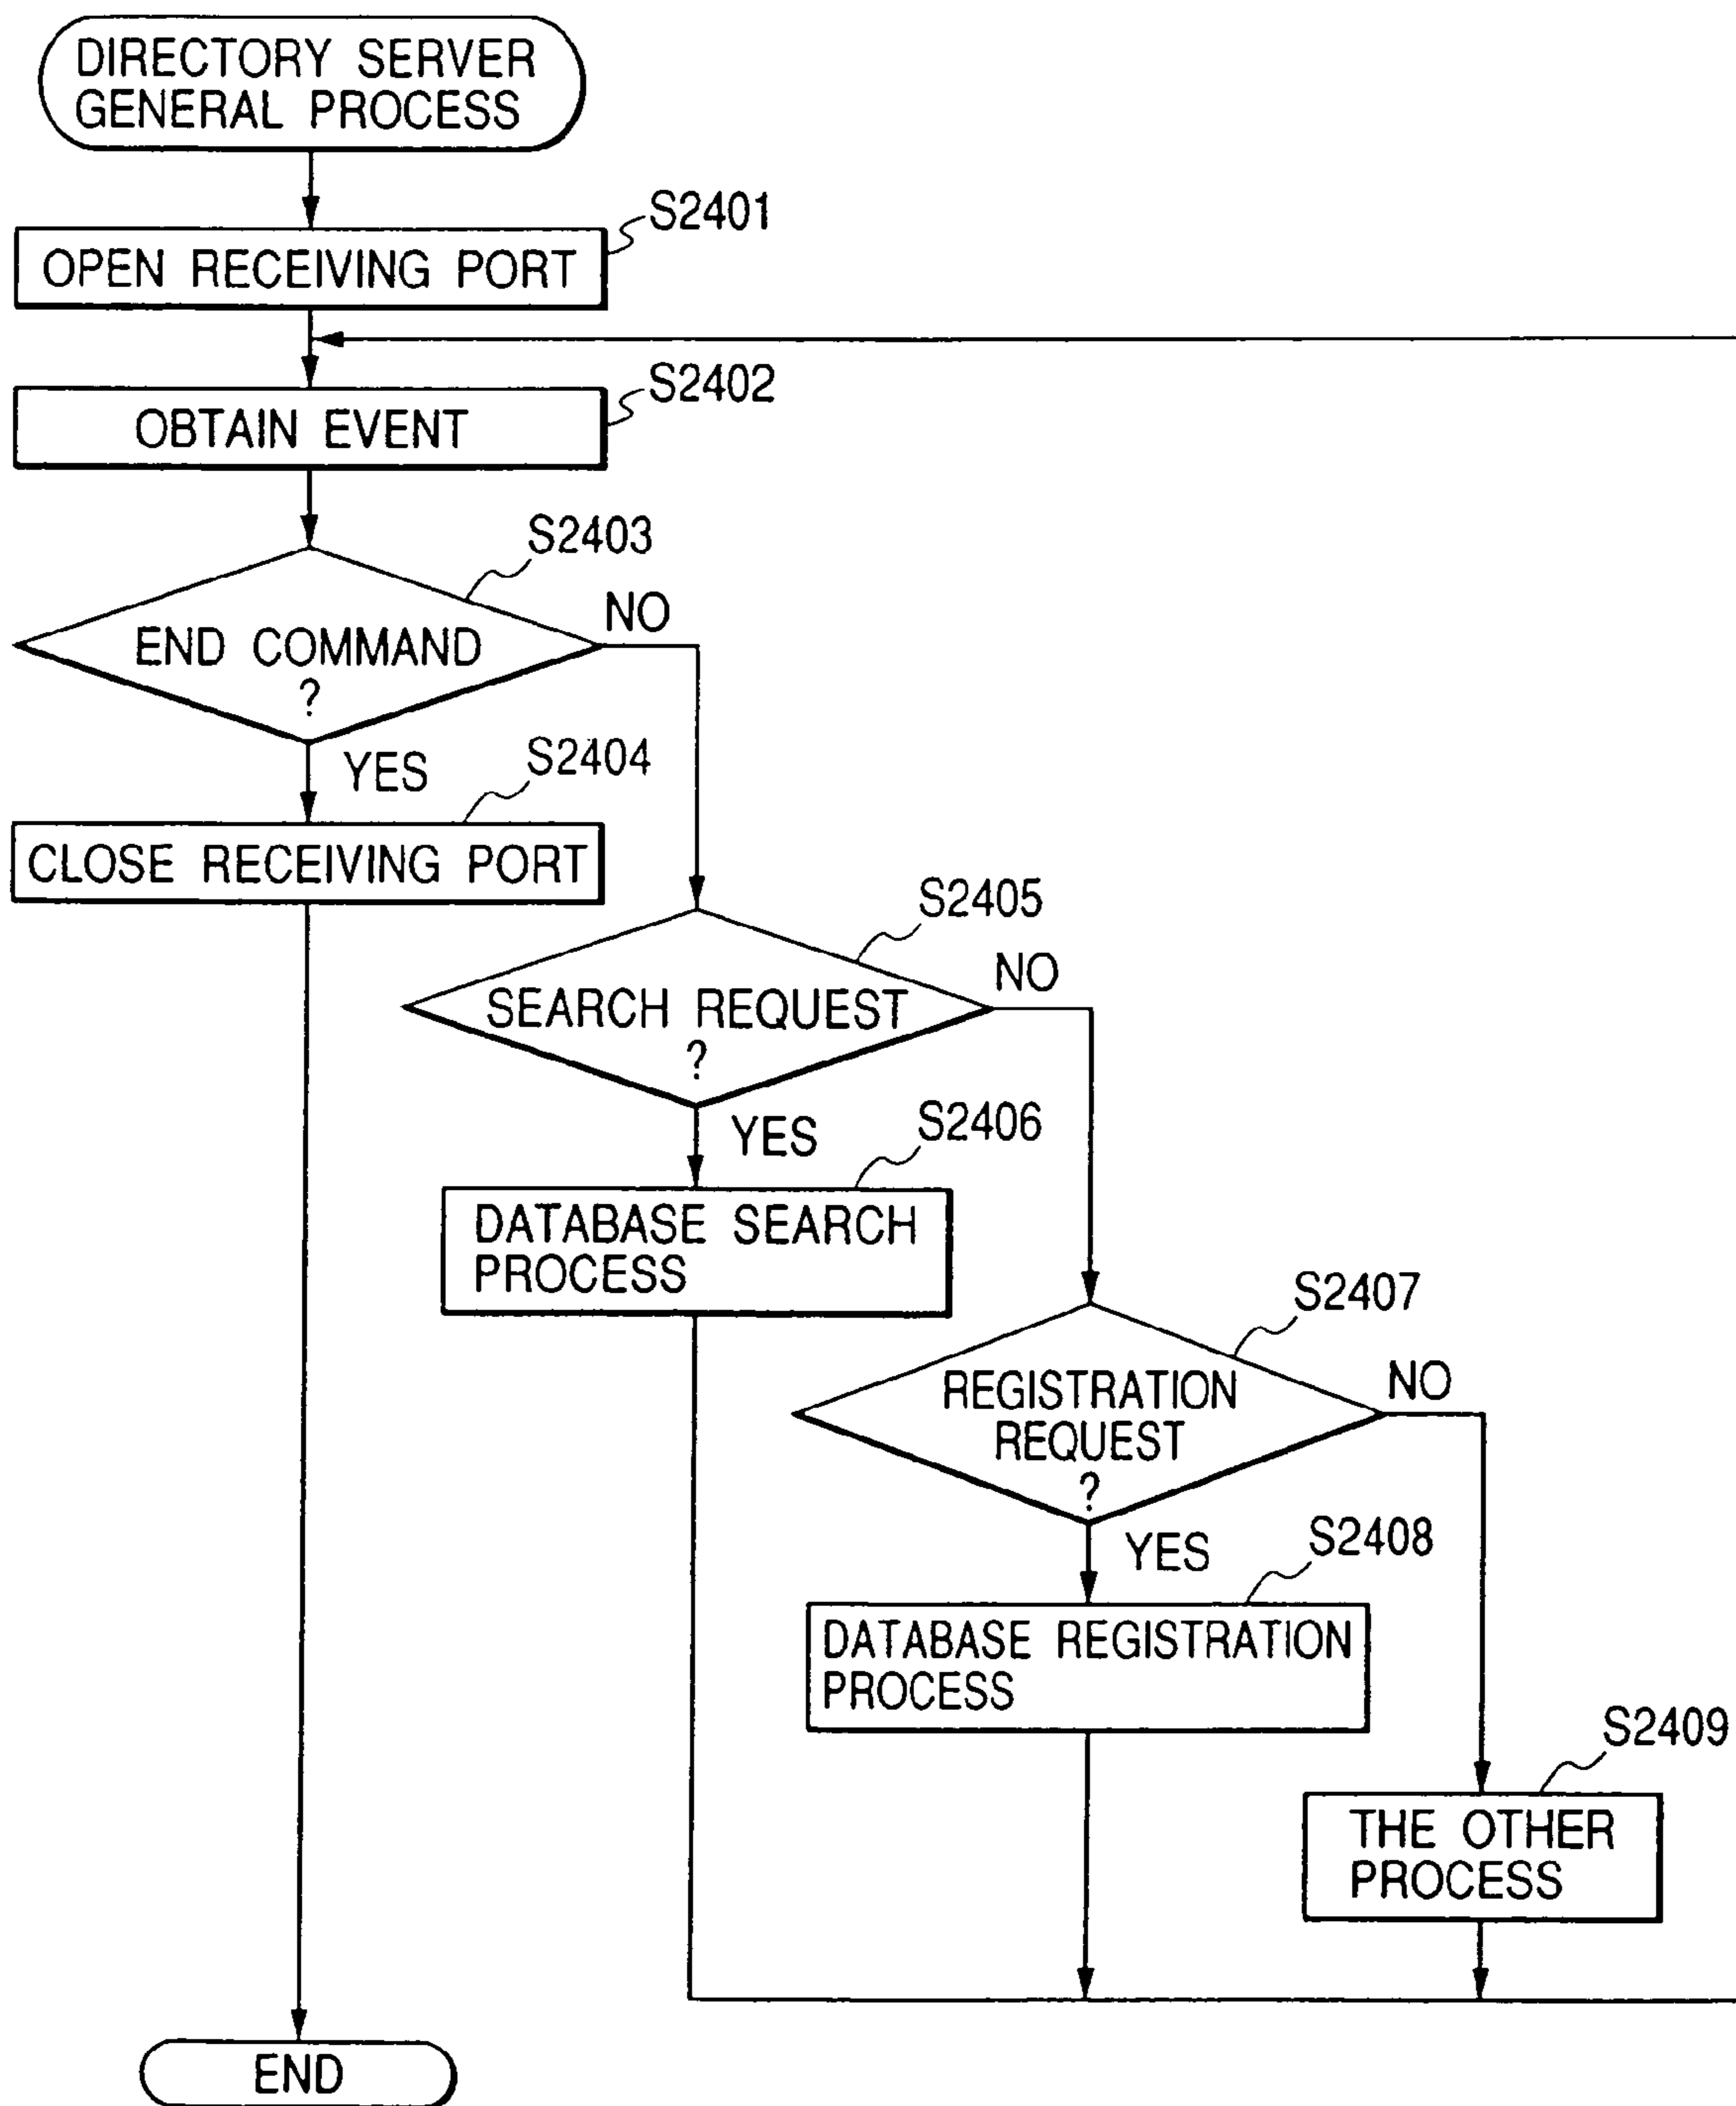 DIRECTORY SERVER
GENERAL PROCESS
S2401
OPEN RECEIVING PORT
S2402
OBTAIN EVENT
S2403
NO
END COMMAND
?
YES
S2404
CLOSE RECEIVING PORT
S2405
NO
SEARCH REQUEST
?
YES
S2406
DATABASE SEARCH
PROCESS
S2407
NO
REGISTRATION
REQUEST
?
YES
S2408
DATABASE REGISTRATION
PROCESS
S2409
THE OTHER
PROCESS
END